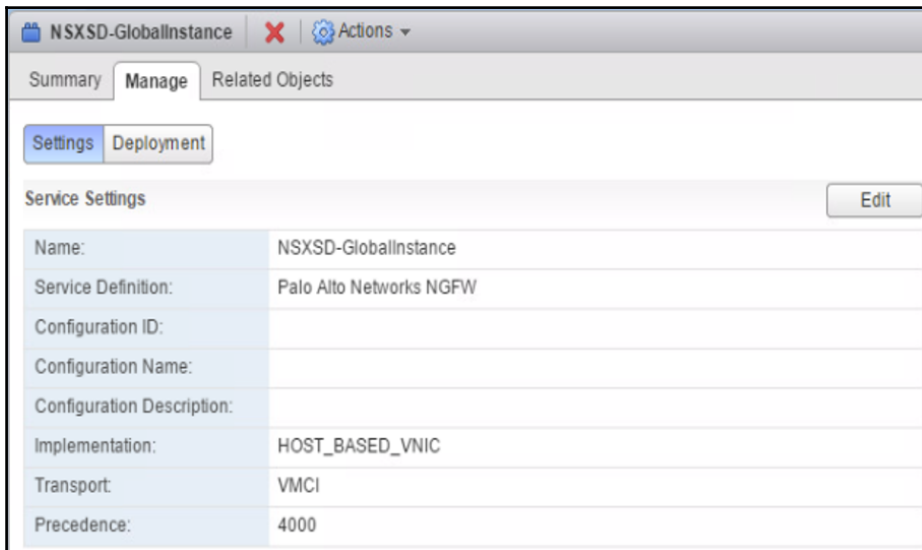 NSXSD-GlobalInstance Actions
Summary Manage Related Objects
Settings Deployment
Service Settings Edit
Name: NSXSD-GlobalInstance
Service Definition: Palo Alto Networks NGFW
Configuration ID:
Configuration Name:
Configuration Description:
Implementation: HOST_BASED_VNIC
Transport: VMCI
Precedence: 4000